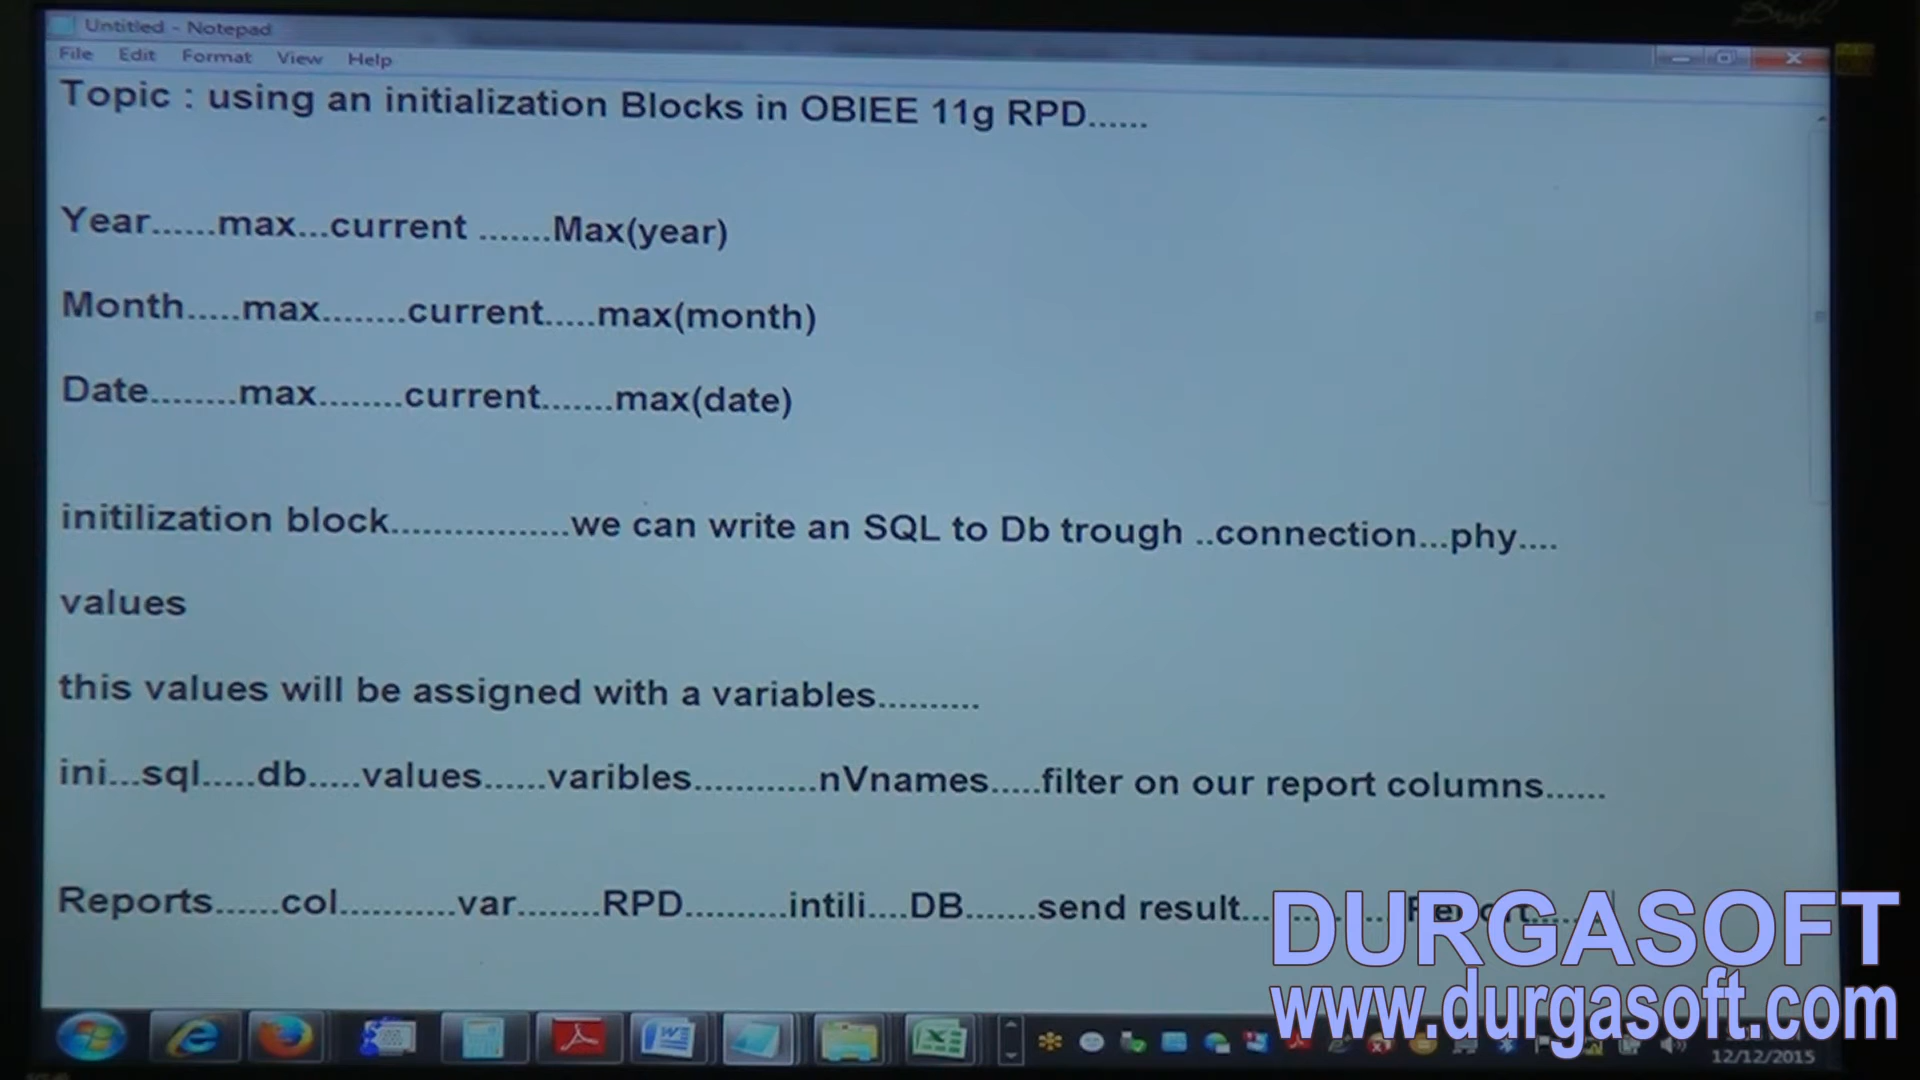 Untitled - Notepad
File Edit Format View Help
Topic : using an initialization Blocks in OBIEE 11g RPD......
Year......max...current .......Max(year)
Month.....max........current.....max(month)
Date........max........current.......max(date)
initilization block.................we can write an SQL to Db trough ..connection...phy....
values
this values will be assigned with a variables..........
ini...sql.....db.....values......varibles............nVnames.....filter on our report columns......
Reports......col...........var........RPD..........intili....DB.......send result...............Report........
DURGASOFT
www.durgasoft.com
12/12/2015